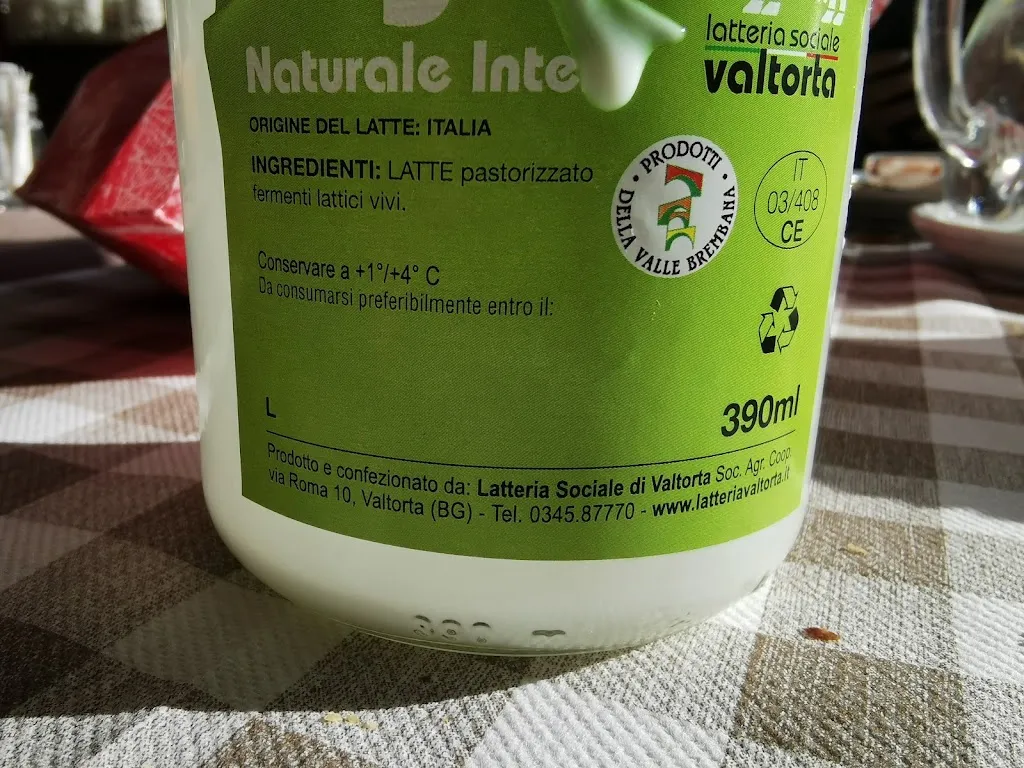 latteria sociale
valtorta
Naturale Inte
ORIGINE DEL LATTE: ITALIA
INGREDIENTI: LATTE pastorizzato
fermenti lattici vivi.
• PRODOTTI •
DELLA VALLE BREMBANA
IT
03/408
CE
Conservare a +1°/+4° C
Da consumarsi preferibilmente entro il:
L
390ml
Prodotto e confezionato da: Latteria Sociale di Valtorta Soc. Agr. Coop.
via Roma 10, Valtorta (BG) - Tel. 0345.87770 - www.latteriavaltorta.it